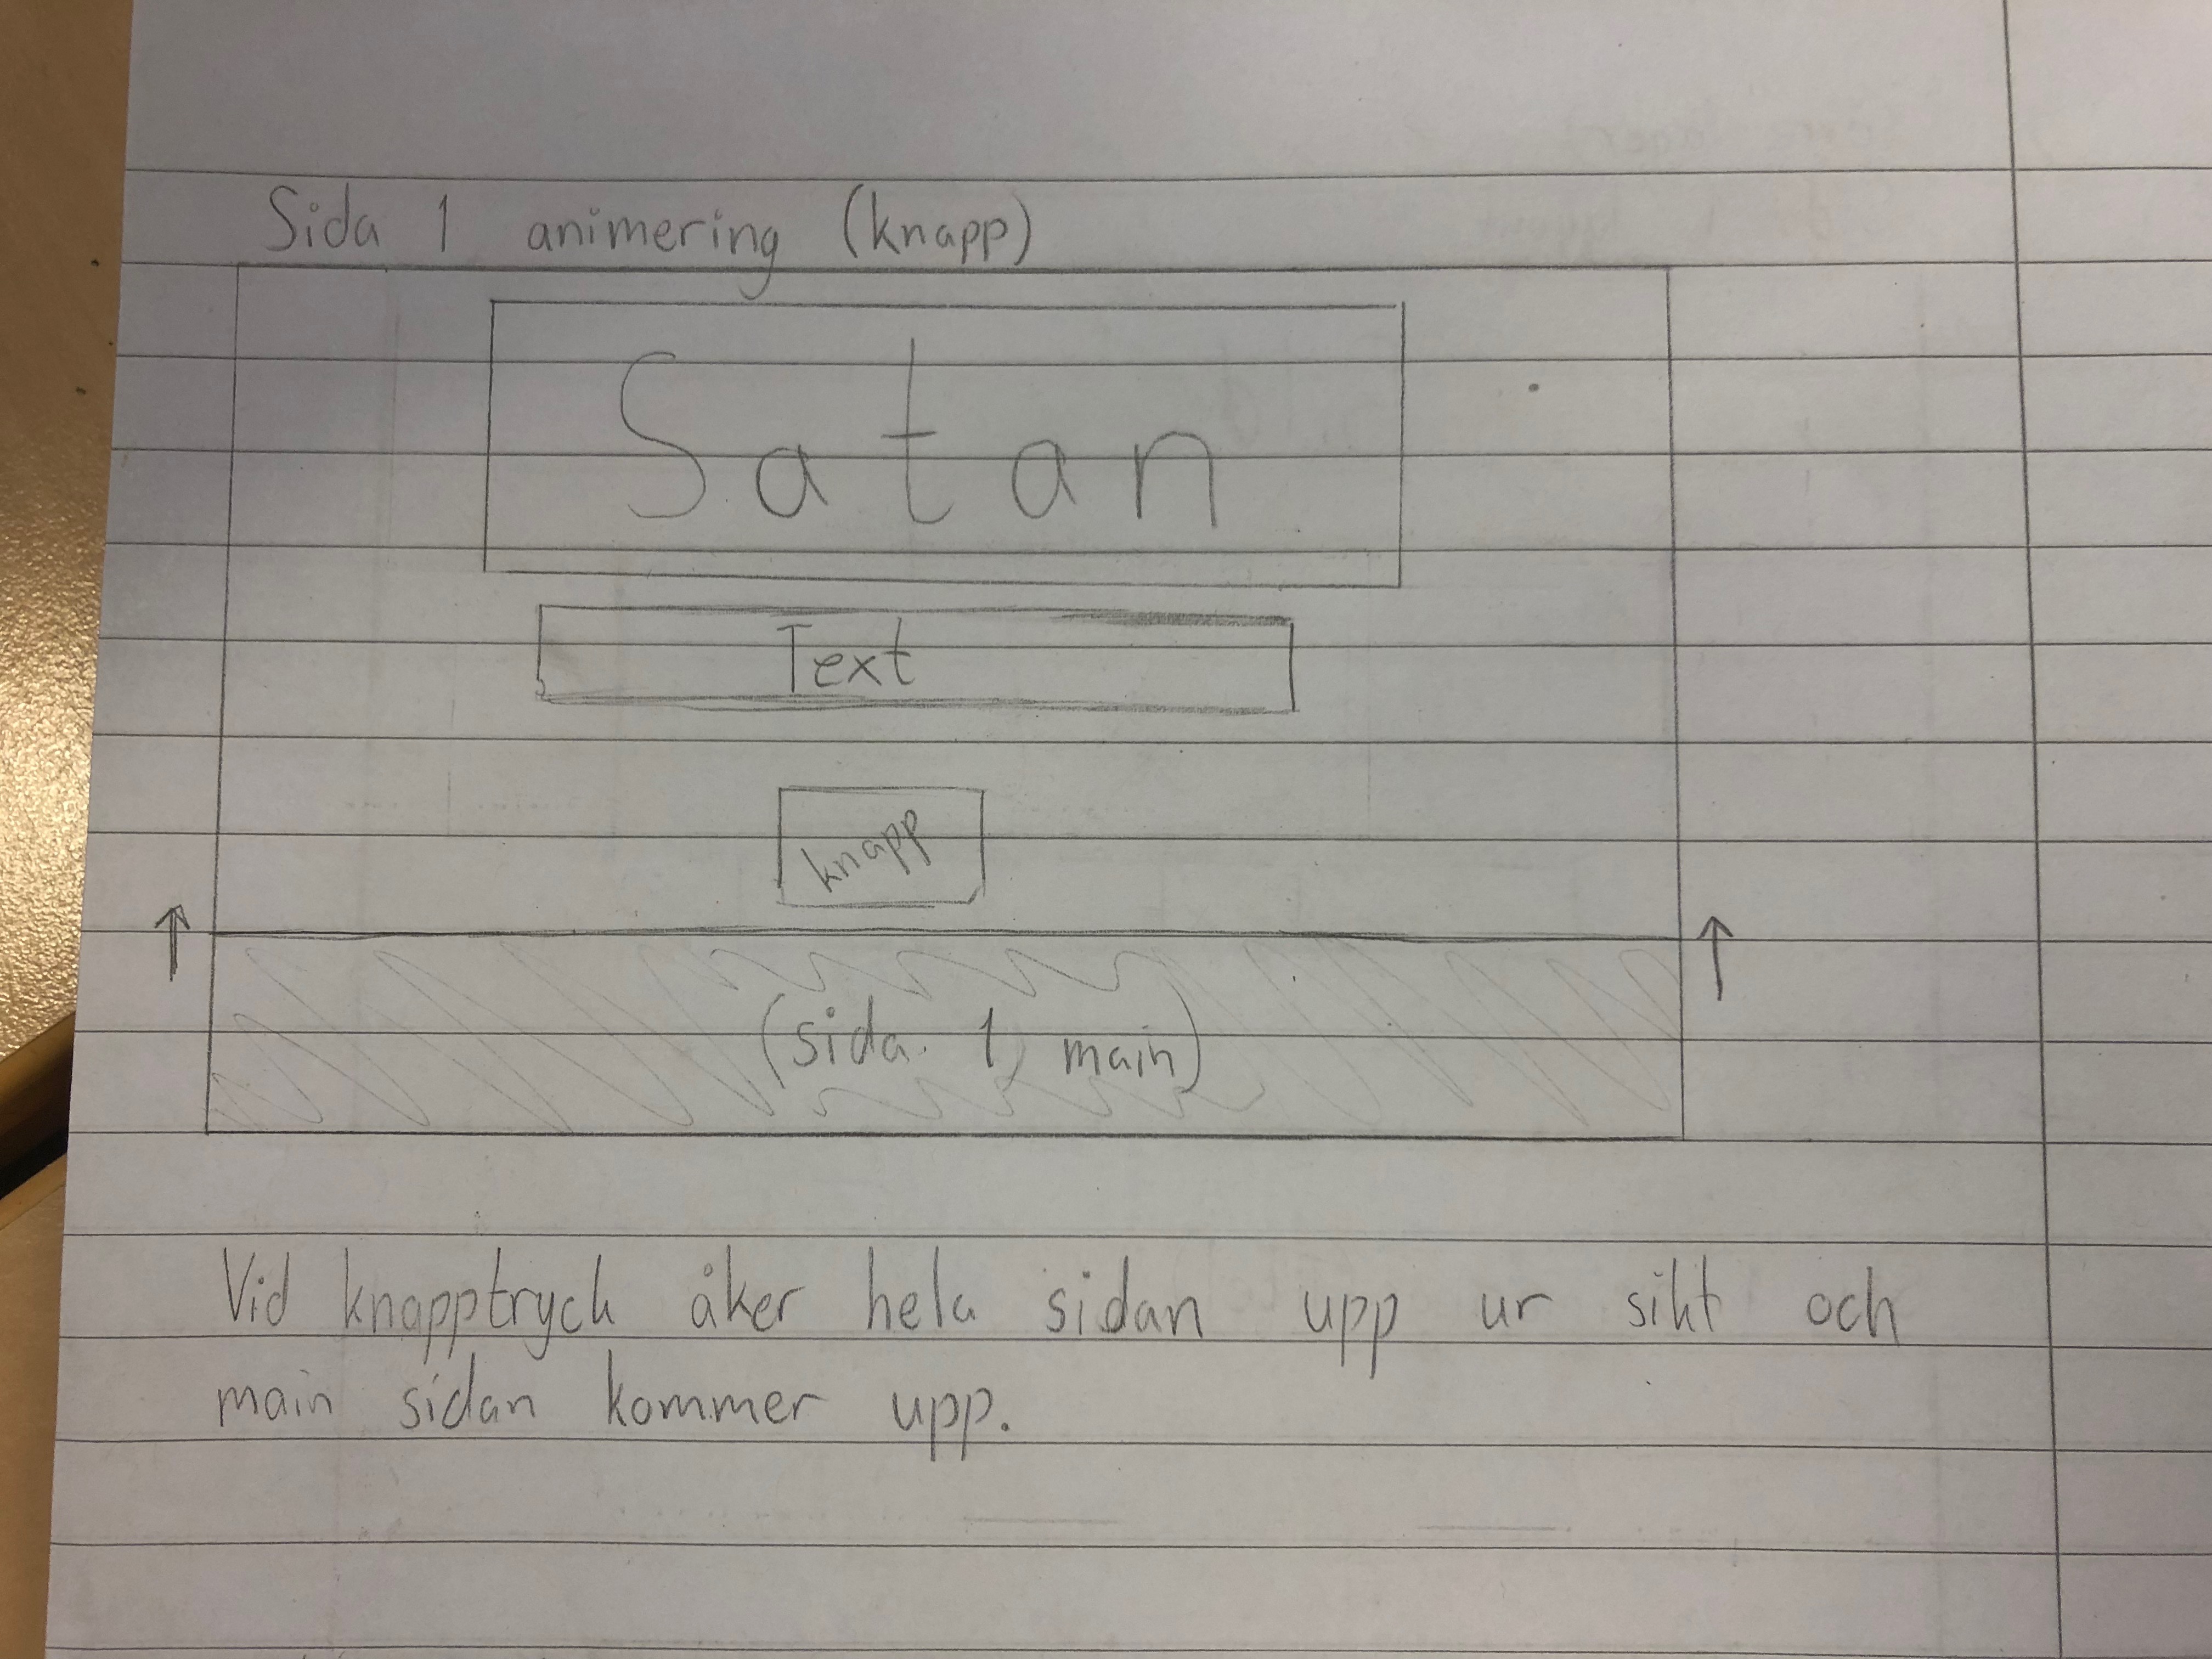 Sida 1 animering (knapp)
Satan
Text
knapp
(sida 1 main)
Vid knapptryck åker hela sidan upp ur sikt och
main sidan kommer upp.